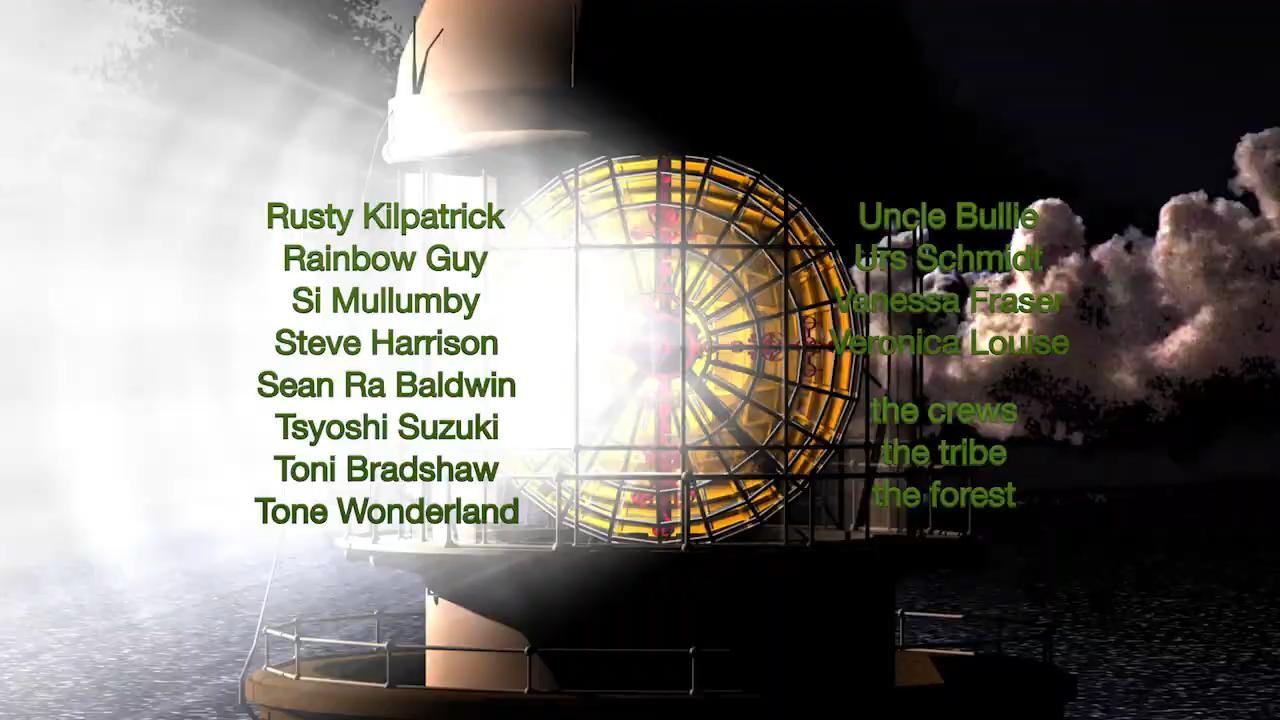 Rusty Kilpatrick
Rainbow Guy
Si Mullumby
Steve Harrison
Sean Ra Baldwin
Tsyoshi Suzuki
Toni Bradshaw
Tone Wonderland
Uncle Bullie
Urs Schmidt
Vanessa Fraser
Veronica Louise
the crews
the tribe
the forest